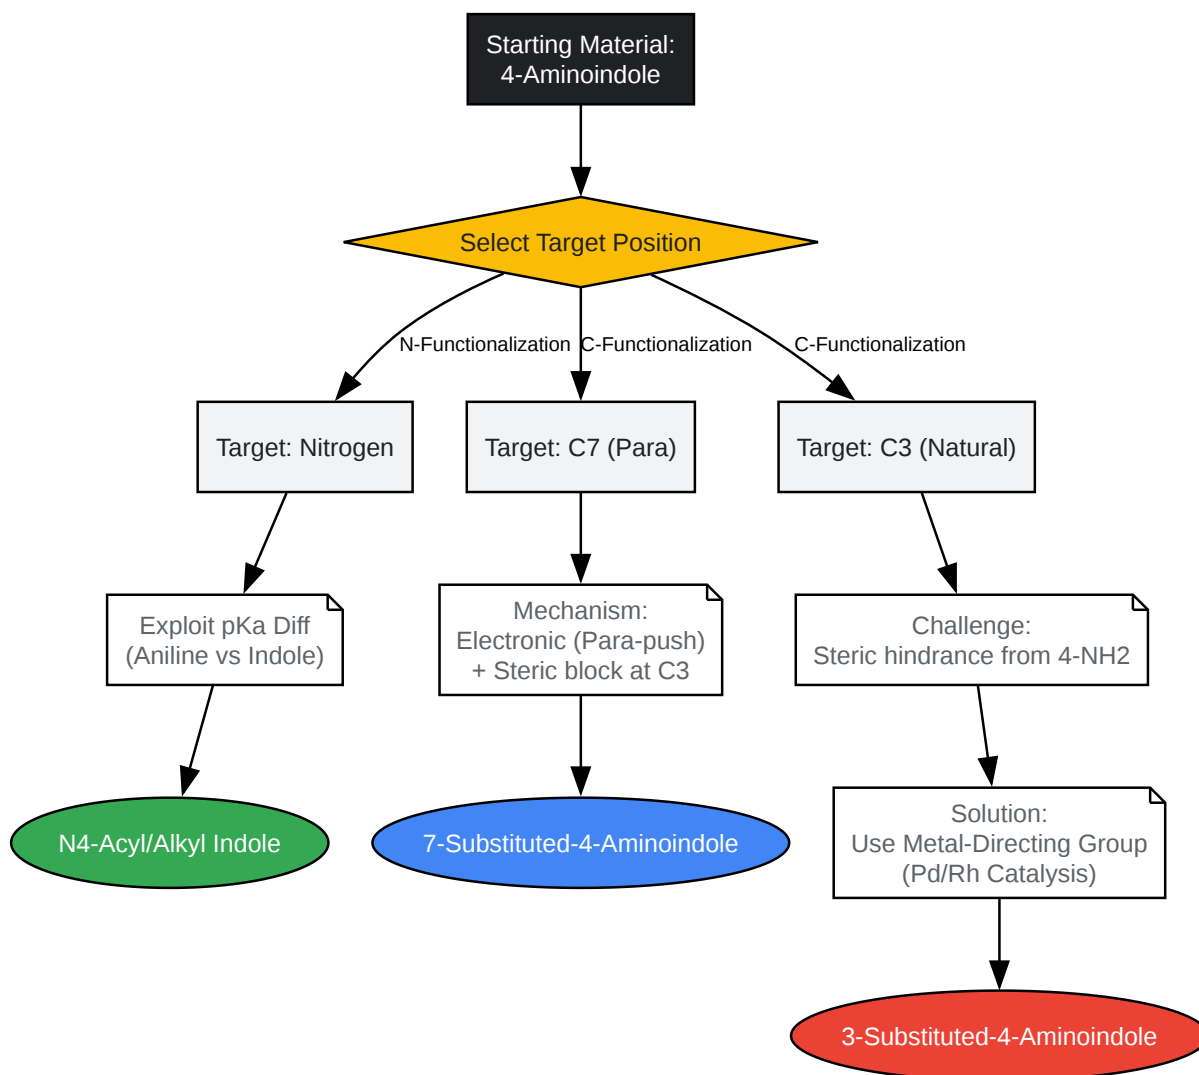 Starting Material:
4-Aminoindole
Select Target Position
N-Functionalization
C-Functionalization
C-Functionalization
Target: Nitrogen
Target: C7 (Para)
Target: C3 (Natural)
Exploit pKa Diff
(Aniline vs Indole)
Mechanism:
Electronic (Para-push)
+ Steric block at C3
Challenge:
Steric hindrance from 4-NH2
N4-Acyl/Alkyl Indole
7-Substituted-4-Aminoindole
Solution:
Use Metal-Directing Group
(Pd/Rh Catalysis)
3-Substituted-4-Aminoindole